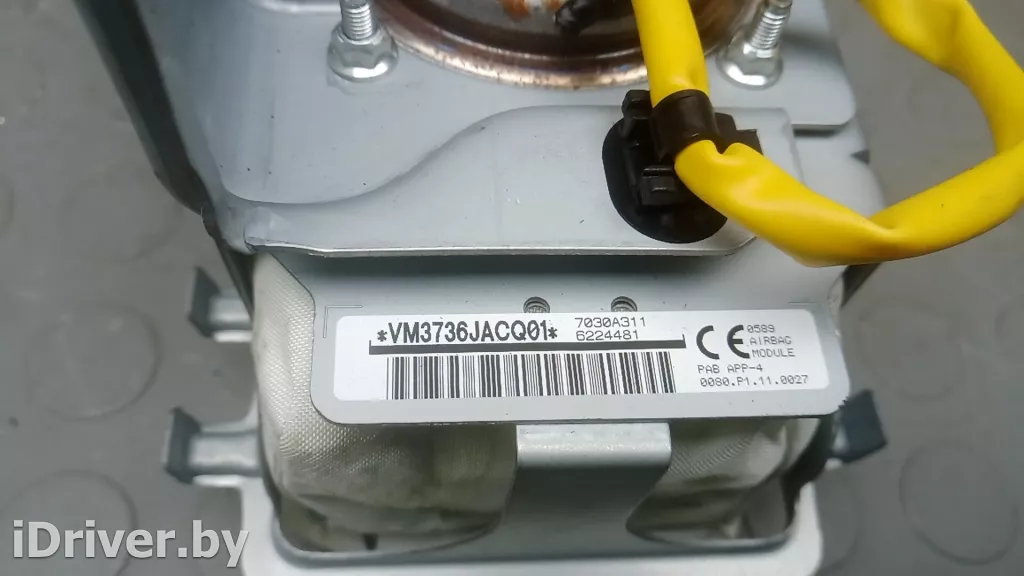 *VM3736JACQ01*
7030A311
6224481
CE
0589
AIRBAG
MODULE
PAB APP-4
0080.P1.11.0027
iDriver.by